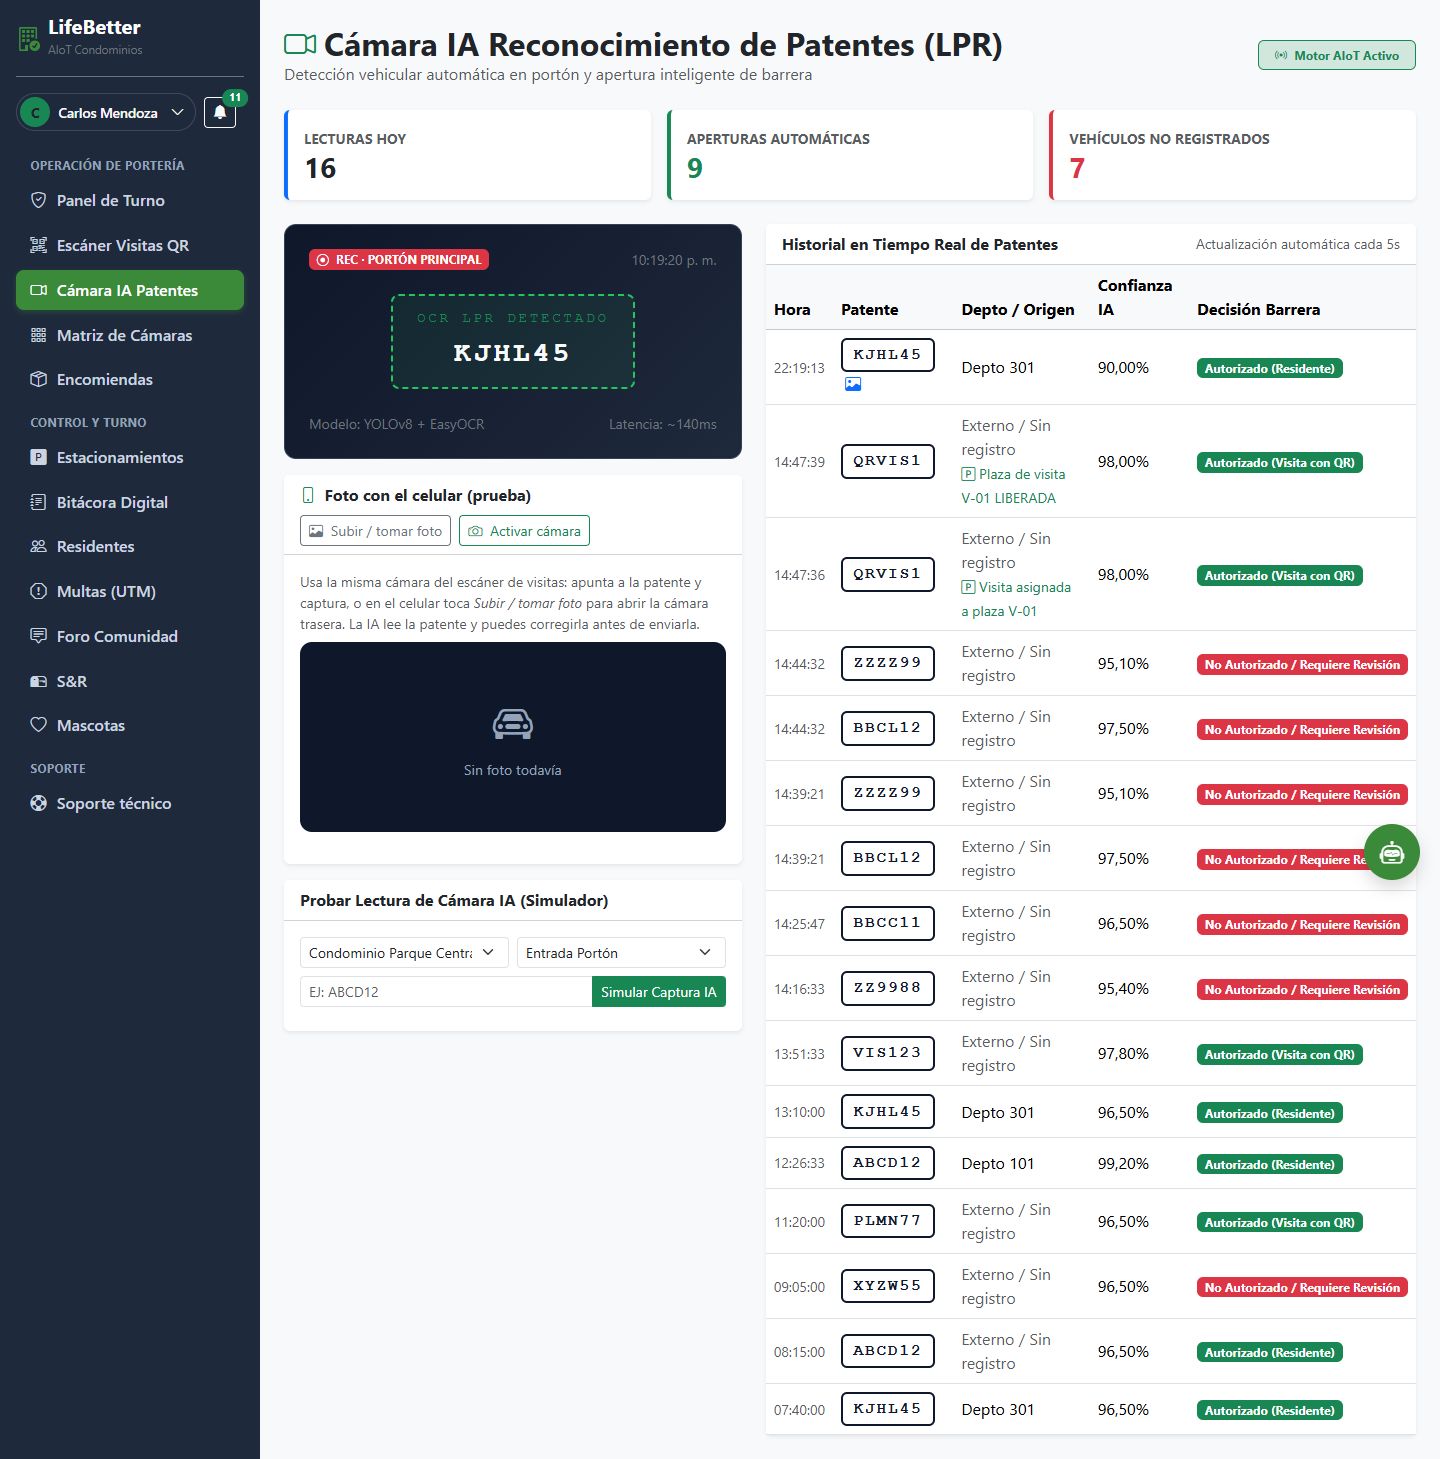 LifeBetter
AIoT Condominios
C
Carlos Mendoza
11
OPERACIÓN DE PORTERÍA
Panel de Turno
Escáner Visitas QR
Cámara IA Patentes
Matriz de Cámaras
Encomiendas
CONTROL Y TURNO
Estacionamientos
Bitácora Digital
Residentes
Multas (UTM)
Foro Comunidad
S&R
Mascotas
SOPORTE
Soporte técnico
Cámara IA Reconocimiento de Patentes (LPR)
Detección vehicular automática en portón y apertura inteligente de barrera
Motor AIoT Activo
LECTURAS HOY
16
APERTURAS AUTOMÁTICAS
9
VEHÍCULOS NO REGISTRADOS
7
REC · PORTÓN PRINCIPAL
10:19:20 p. m.
OCR LPR DETECTADO
KJHL45
Modelo: YOLOv8 + EasyOCR
Latencia: ~140ms
Foto con el celular (prueba)
Subir / tomar foto
Activar cámara
Usa la misma cámara del escáner de visitas: apunta a la patente y
captura, o en el celular toca Subir / tomar foto para abrir la cámara
trasera. La IA lee la patente y puedes corregirla antes de enviarla.
Sin foto todavía
Probar Lectura de Cámara IA (Simulador)
Condominio Parque Centra
Entrada Portón
EJ: ABCD12
Simular Captura IA
Historial en Tiempo Real de Patentes
Actualización automática cada 5s
Hora Patente Depto / Origen Confianza IA Decisión Barrera
22:19:13 KJHL45 Depto 301 90,00% Autorizado (Residente)
14:47:39 QRVIS1 Externo / Sin registro 98,00% Autorizado (Visita con QR)
P Plaza de visita
V-01 LIBERADA
14:47:36 QRVIS1 Externo / Sin registro 98,00% Autorizado (Visita con QR)
P Visita asignada
a plaza V-01
14:44:32 ZZZZ99 Externo / Sin registro 95,10% No Autorizado / Requiere Revisión
14:44:32 BBCL12 Externo / Sin registro 97,50% No Autorizado / Requiere Revisión
14:39:21 ZZZZ99 Externo / Sin registro 95,10% No Autorizado / Requiere Revisión
14:39:21 BBCL12 Externo / Sin registro 97,50% No Autorizado / Requiere
14:25:47 BBCC11 Externo / Sin registro 96,50% No Autorizado / Requiere Revisión
14:16:33 ZZ9988 Externo / Sin registro 95,40% No Autorizado / Requiere Revisión
13:51:33 VIS123 Externo / Sin registro 97,80% Autorizado (Visita con QR)
13:10:00 KJHL45 Depto 301 96,50% Autorizado (Residente)
12:26:33 ABCD12 Depto 101 99,20% Autorizado (Residente)
11:20:00 PLMN77 Externo / Sin registro 96,50% Autorizado (Visita con QR)
09:05:00 XYZW55 Externo / Sin registro 96,50% No Autorizado / Requiere Revisión
08:15:00 ABCD12 Externo / Sin registro 96,50% Autorizado (Residente)
07:40:00 KJHL45 Depto 301 96,50% Autorizado (Residente)